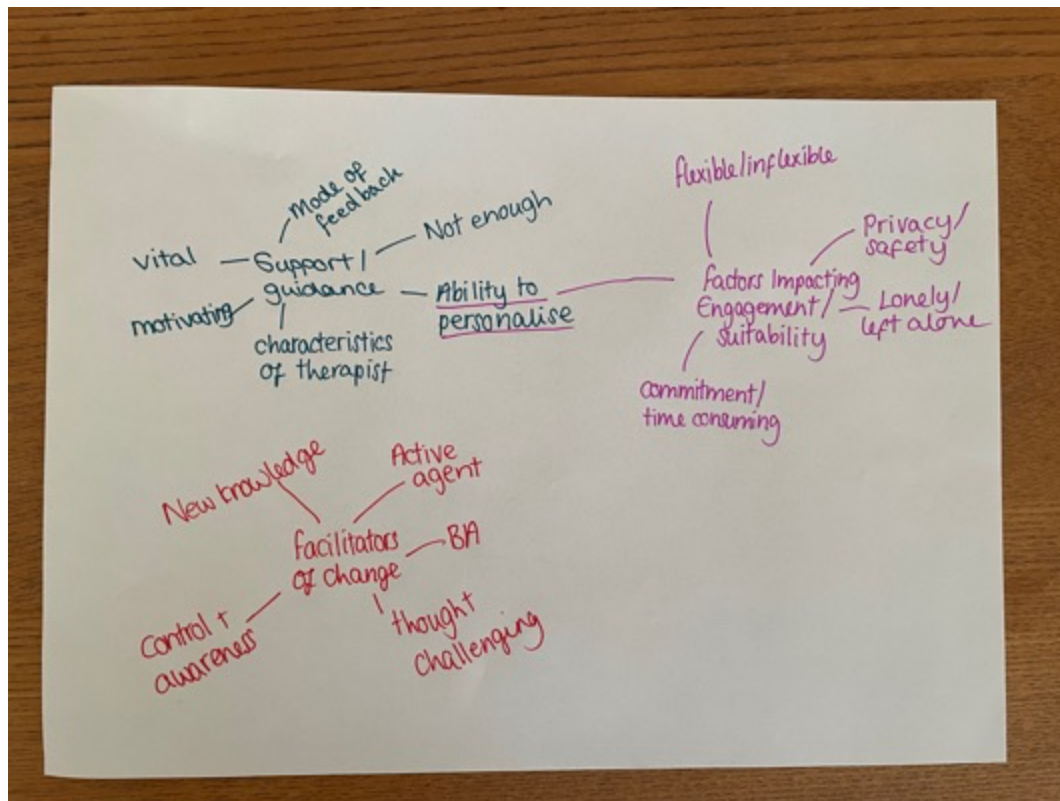 Mode of
feedback
Not enough
vital
Support/
guidance
Ability to
personalise
motivating
characteristics
of therapist
flexible/inflexible
Privacy/
safety
factors Impacting
Engagement/
Suitability
Lonely/
left alone
commitment/
time consuming
New knowledge
Active
agent
facilitators
of change
BA
Control +
awareness
thought
challenging